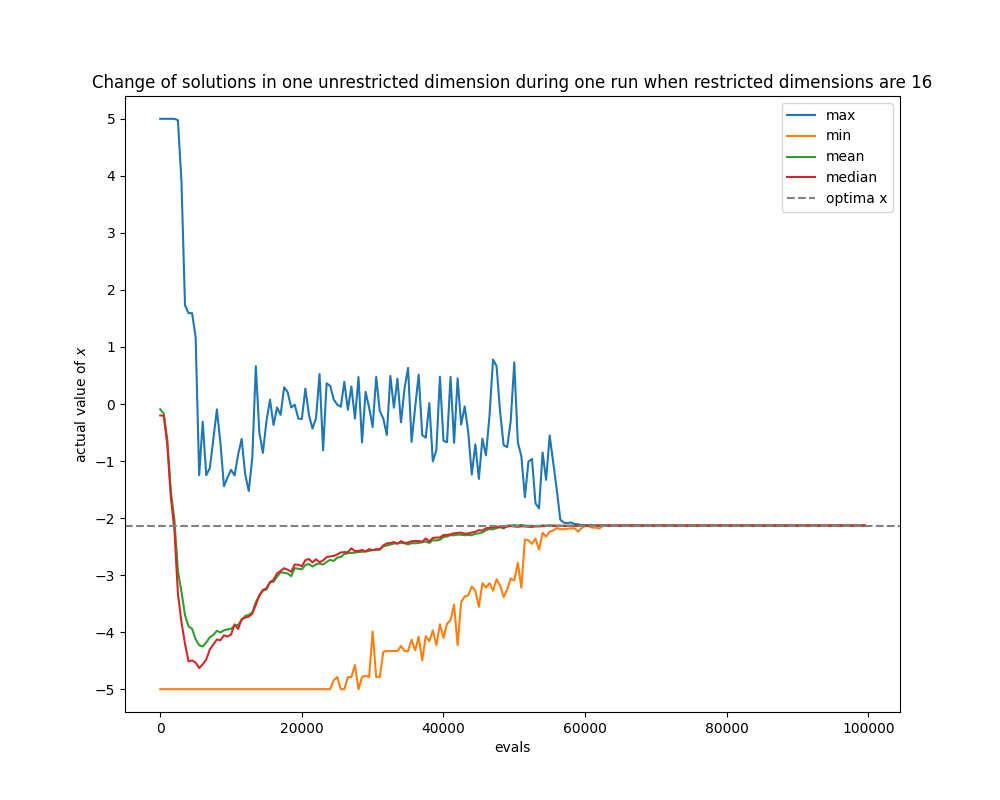 Change of solutions in one unrestricted dimension during one run when restricted dimensions are 16
max
min
mean
median
optima x
actual value of x
5
4
3
2
1
0
−1
−2
−3
−4
−5
0 20000 40000 60000 80000 100000
evals